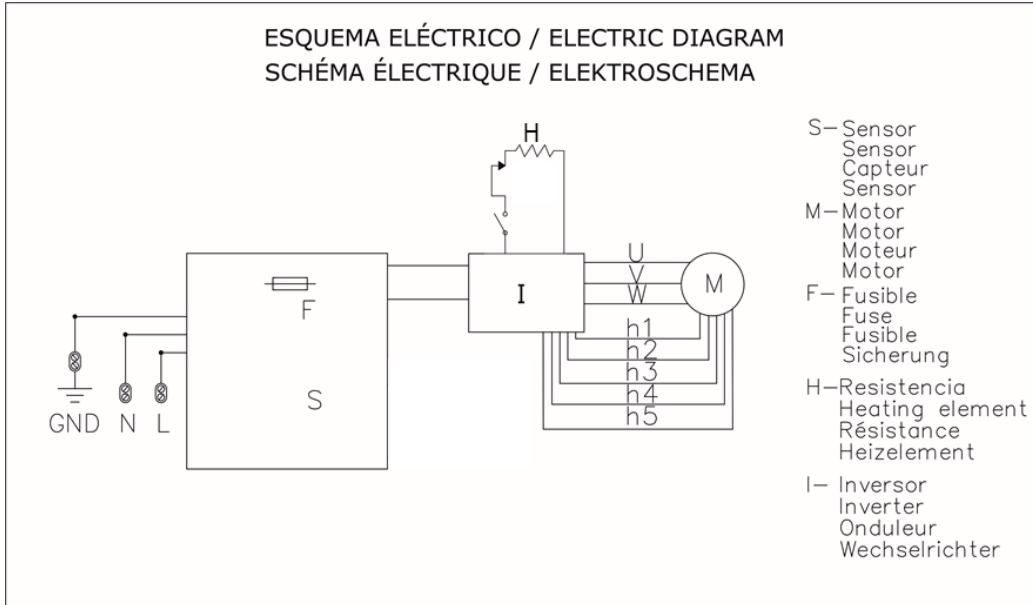 ESQUEMA ELÉCTRICO / ELECTRIC DIAGRAM
SCHÉMA ÉLECTRIQUE / ELEKTROSCHEMA
H
U
V
W
I
M
F
h1
h2
h3
h4
h5
S
GND N L
S- Sensor
Sensor
Capteur
Sensor
M- Motor
Motor
Moteur
Motor
F- Fusible
Fuse
Fusible
Sicherung
H- Resistencia
Heating element
Résistance
Heizelement
I- Inversor
Inverter
Onduleur
Wechselrichter